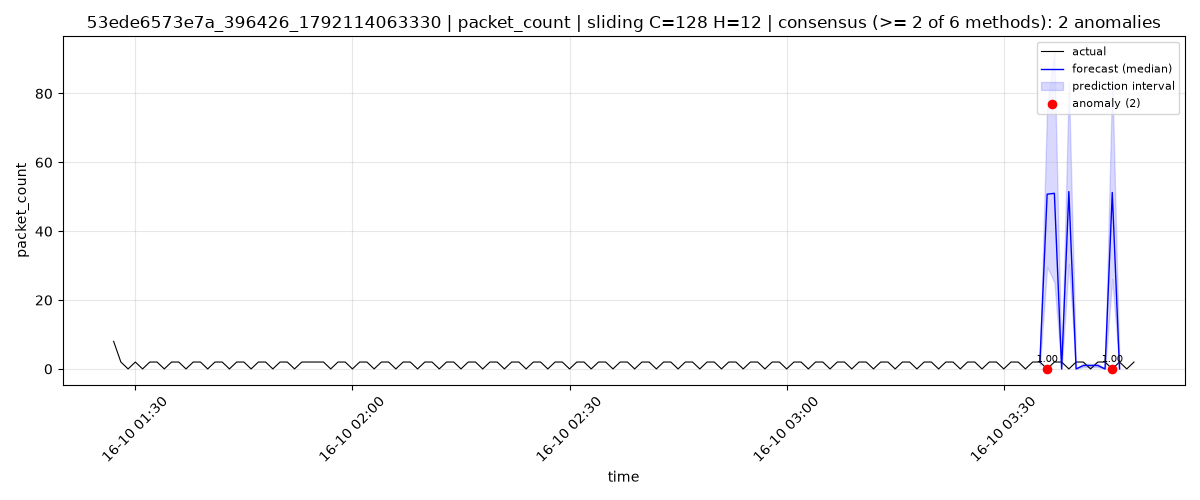 53ede6573e7a_396426_1792114063330 | packet_count | sliding C=128 H=12 | consensus (>= 2 of 6 methods): 2 anomalies
actual
forecast (median)
prediction interval
anomaly (2)
packet_count
80
60
40
20
0
1.00
1.00
16-10 01:30
16-10 02:00
16-10 02:30
16-10 03:00
16-10 03:30
time